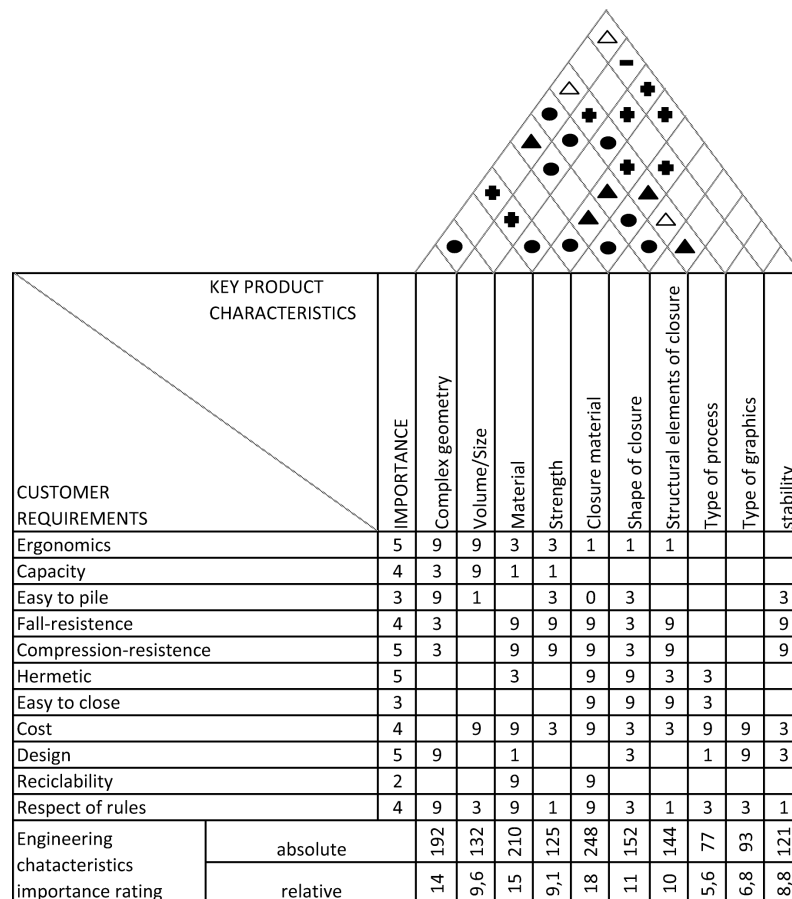 KEY PRODUCT
CHARACTERISTICS
CUSTOMER
REQUIREMENTS
IMPORTANCE
Complex geometry
Volume/Size
Material
Strength
Closure material
Shape of closure
Structural elements of closure
Type of process
Type of graphics
stability
Ergonomics 5 9 9 3 3 1 1 1
Capacity 4 3 9 1 1
Easy to pile 3 9 1 3 0 3 3
Fall-resistence 4 3 9 9 9 3 9 9
Compression-resistence 5 3 9 9 9 3 9 9
Hermetic 5 3 9 9 3 3
Easy to close 3 9 9 9 3
Cost 4 9 9 3 9 3 3 9 9 3
Design 5 9 1 3 1 9 3
Reciclability 2 9 9
Respect of rules 4 9 3 9 1 9 3 1 3 3 1
Engineering
chatacteristics
importance rating
absolute 192 132 210 125 248 152 144 77 93 121
relative 14 9,6 15 9,1 18 11 10 5,6 6,8 8,8